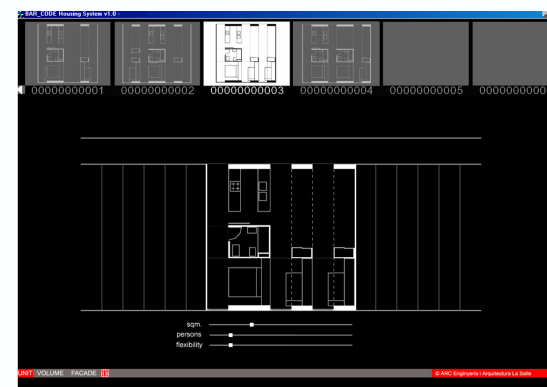 BAR_CODE Housing System v1.0 -
00000000001 00000000002 00000000003 00000000004 00000000005 0000000000
sqm.
persons
flexibility
UNIT VOLUME FACADE © ARC Enginyeria i Arquitectura La Salle